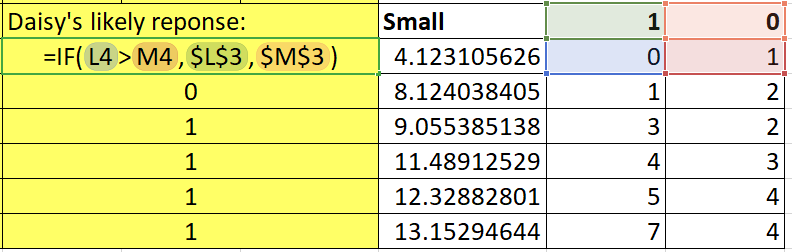 Daisy's likely reponse: Small 1 0
=IF( L4 > M4 , $L$3 , $M$3 ) 4.123105626 0 1
0 8.124038405 1 2
1 9.055385138 3 2
1 11.48912529 4 3
1 12.32882801 5 4
1 13.15294644 7 4